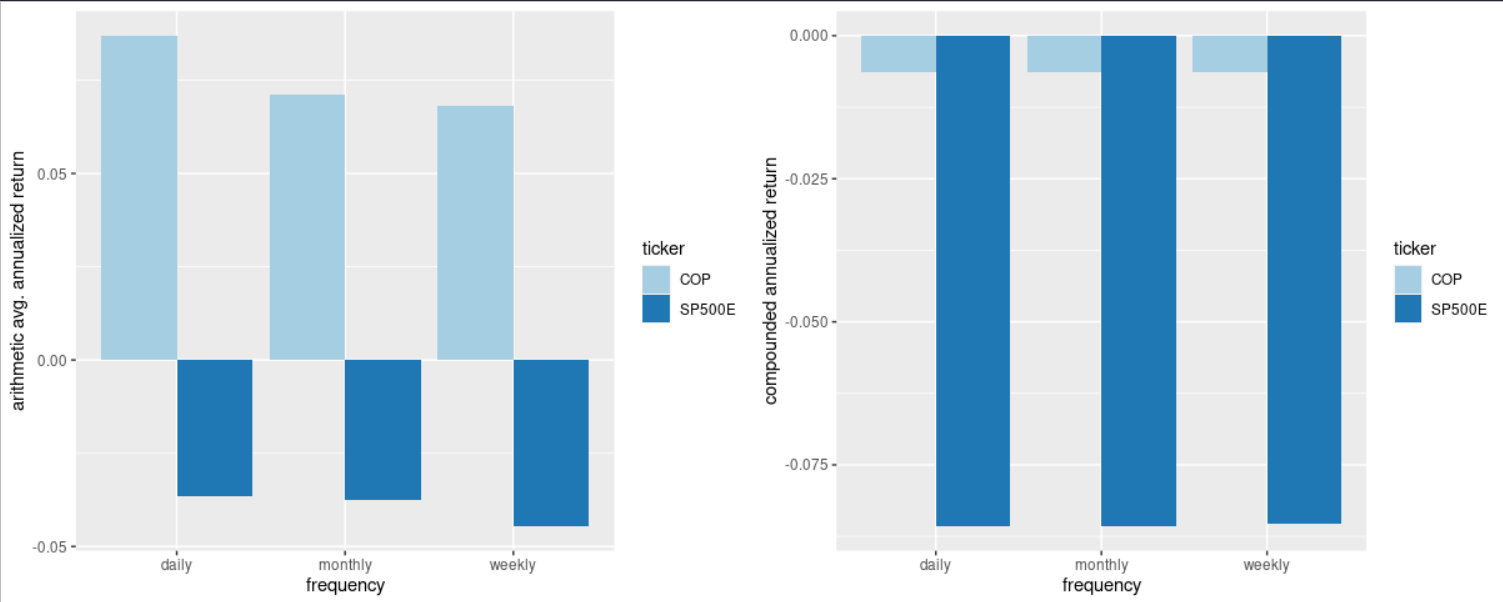 arithmetic avg. annualized return
0.05
0.00
-0.05
daily
monthly
weekly
frequency
ticker
COP
SP500E
compounded annualized return
0.000
-0.025
-0.050
-0.075
daily
monthly
weekly
frequency
ticker
COP
SP500E